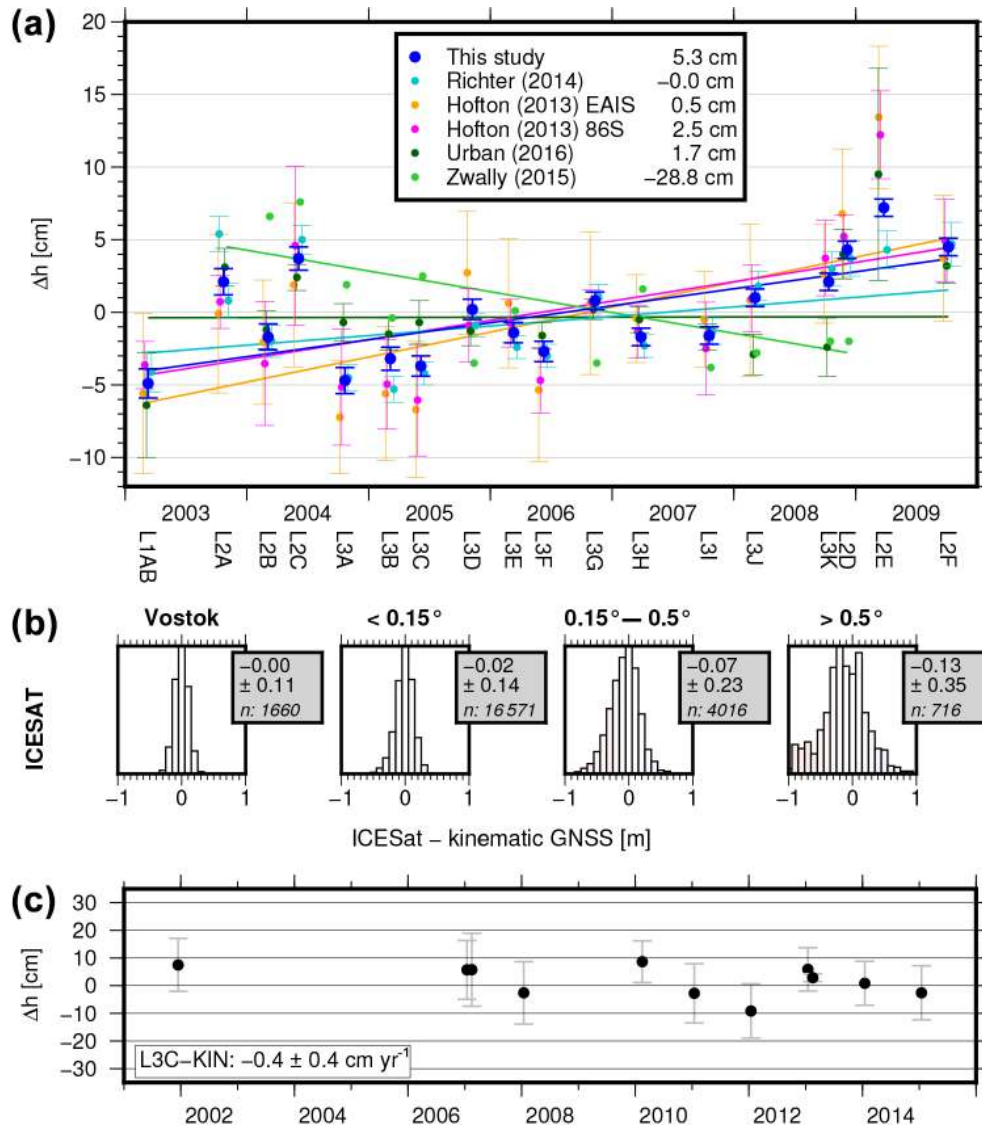 (a)
20
15
10
5
0
−5
−10
Δh [cm]
This study 5.3 cm
Richter (2014) −0.0 cm
Hofton (2013) EAIS 0.5 cm
Hofton (2013) 86S 2.5 cm
Urban (2016) 1.7 cm
Zwally (2015) −28.8 cm
2003 2004 2005 2006 2007 2008 2009
L1AB L2A L2B L2C L3A L3B L3C L3D L3E L3F L3G L3H L3I L3J L3K L2D L2E L2F
(b)
Vostok < 0.15° 0.15° — 0.5° > 0.5°
ICESAT
−0.00
± 0.11
n: 1660
−0.02
± 0.14
n: 16571
−0.07
± 0.23
n: 4016
−0.13
± 0.35
n: 716
−1 0 1 −1 0 1 −1 0 1 −1 0 1
ICESat − kinematic GNSS [m]
(c)
30
20
10
0
−10
−20
−30
Δh [cm]
L3C−KIN: −0.4 ± 0.4 cm yr⁻¹
2002 2004 2006 2008 2010 2012 2014